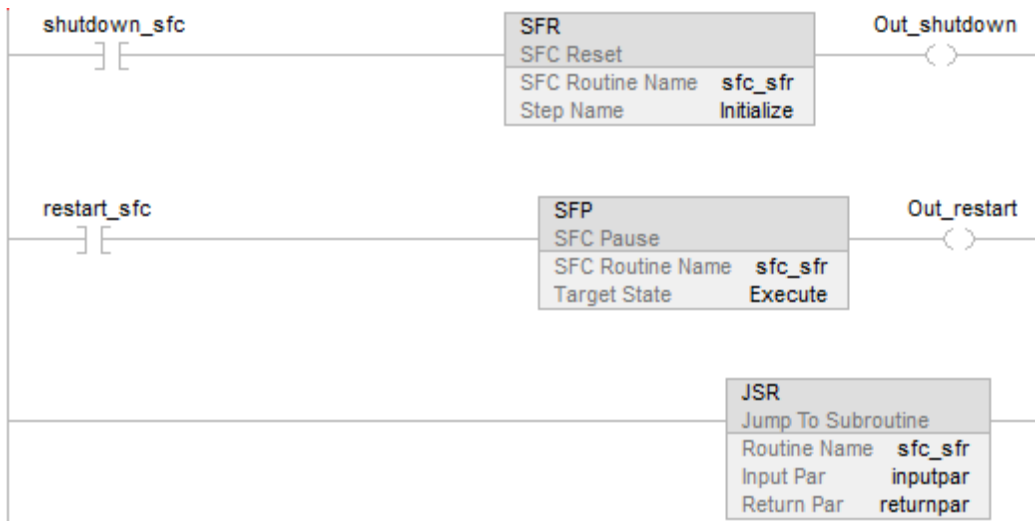 shutdown_sfc
SFR
Out_shutdown
SFC Reset
SFC Routine Name sfc_sfr
Step Name Initialize
restart_sfc
SFP
Out_restart
SFC Pause
SFC Routine Name sfc_sfr
Target State Execute
JSR
Jump To Subroutine
Routine Name sfc_sfr
Input Par inputpar
Return Par returnpar